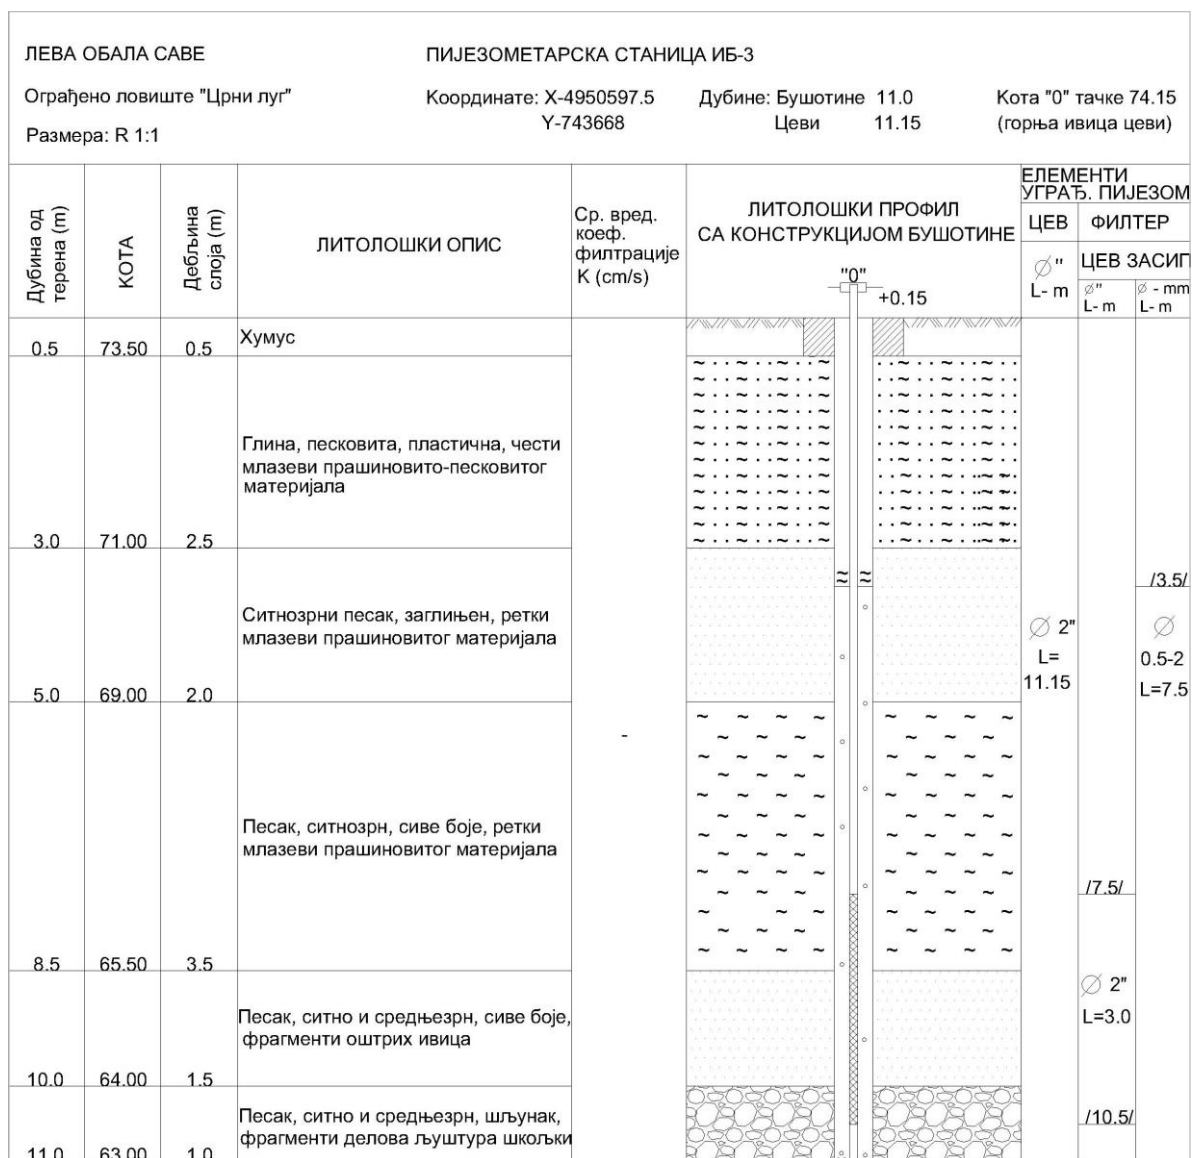 ЛЕВА ОБАЛА САВЕ
ПИЈЕЗОМЕТАРСКА СТАНИЦА ИБ-3
Ограђено ловиште "Црни луг"
Координате: X-4950597.5
Дубине: Бушотине 11.0
Кота "0" тачке 74.15
Y-743668
Цеви 11.15
(горња ивица цеви)
Размера: R 1:1
Дубина од
терена (m)
КОТА
Дебљина
слоја (m)
ЛИТОЛОШКИ ОПИС
Ср. вред.
коеф.
филтрације
K (cm/s)
ЛИТОЛОШКИ ПРОФИЛ
СА КОНСТРУКЦИЈОМ БУШОТИНЕ
"0"
+0.15
ЕЛЕМЕНТИ
УГРАЂ. ПИЈЕЗОМ
ЦЕВ
ФИЛТЕР
∅"
L- m
ЦЕВ
ЗАСИП
∅"
L- m
∅ - mm
L- m
Хумус
0.5 73.50 0.5
Глина, песковита, пластична, чести
млазеви прашиновито-песковитог
материјала
3.0 71.00 2.5
/3.5/
Ситнозрни песак, заглињен, ретки
млазеви прашиновитог материјала
∅ 2"
L=
11.15
∅
0.5-2
L=7.5
5.0 69.00 2.0
-
Песак, ситнозрн, сиве боје, ретки
млазеви прашиновитог материјала
/7.5/
8.5 65.50 3.5
∅ 2"
L=3.0
Песак, ситно и средњезрн, сиве боје,
фрагменти оштрих ивица
10.0 64.00 1.5
Песак, ситно и средњезрн, шљунак,
фрагменти делова љуштура шкољки
/10.5/
11.0 63.00 1.0